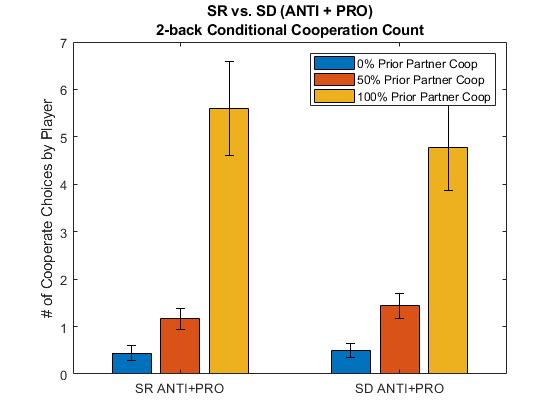 SR vs. SD (ANTI + PRO)
2-back Conditional Cooperation Count
0% Prior Partner Coop
50% Prior Partner Coop
100% Prior Partner Coop
# of Cooperate Choices by Player
7
6
5
4
3
2
1
0
SR ANTI+PRO
SD ANTI+PRO